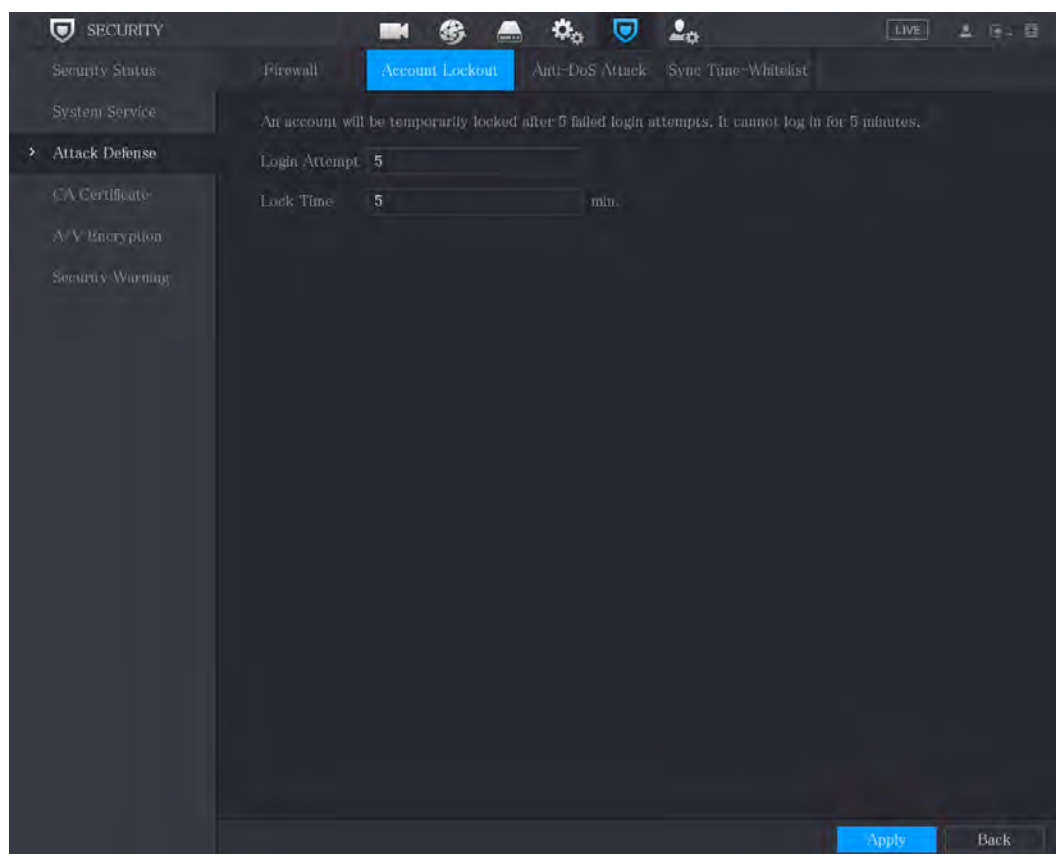 SECURITY
LIVE
Security Status
System Service
Attack Defense
CA Certificate
A/V Encryption
Security Warning
Firewall Account Lockout Anti-DoS Attack Sync Time-Whitelist
An account will be temporarily locked after 5 failed login attempts. It cannot log in for 5 minutes.
Login Attempt 5
Lock Time 5 min.
Apply Back